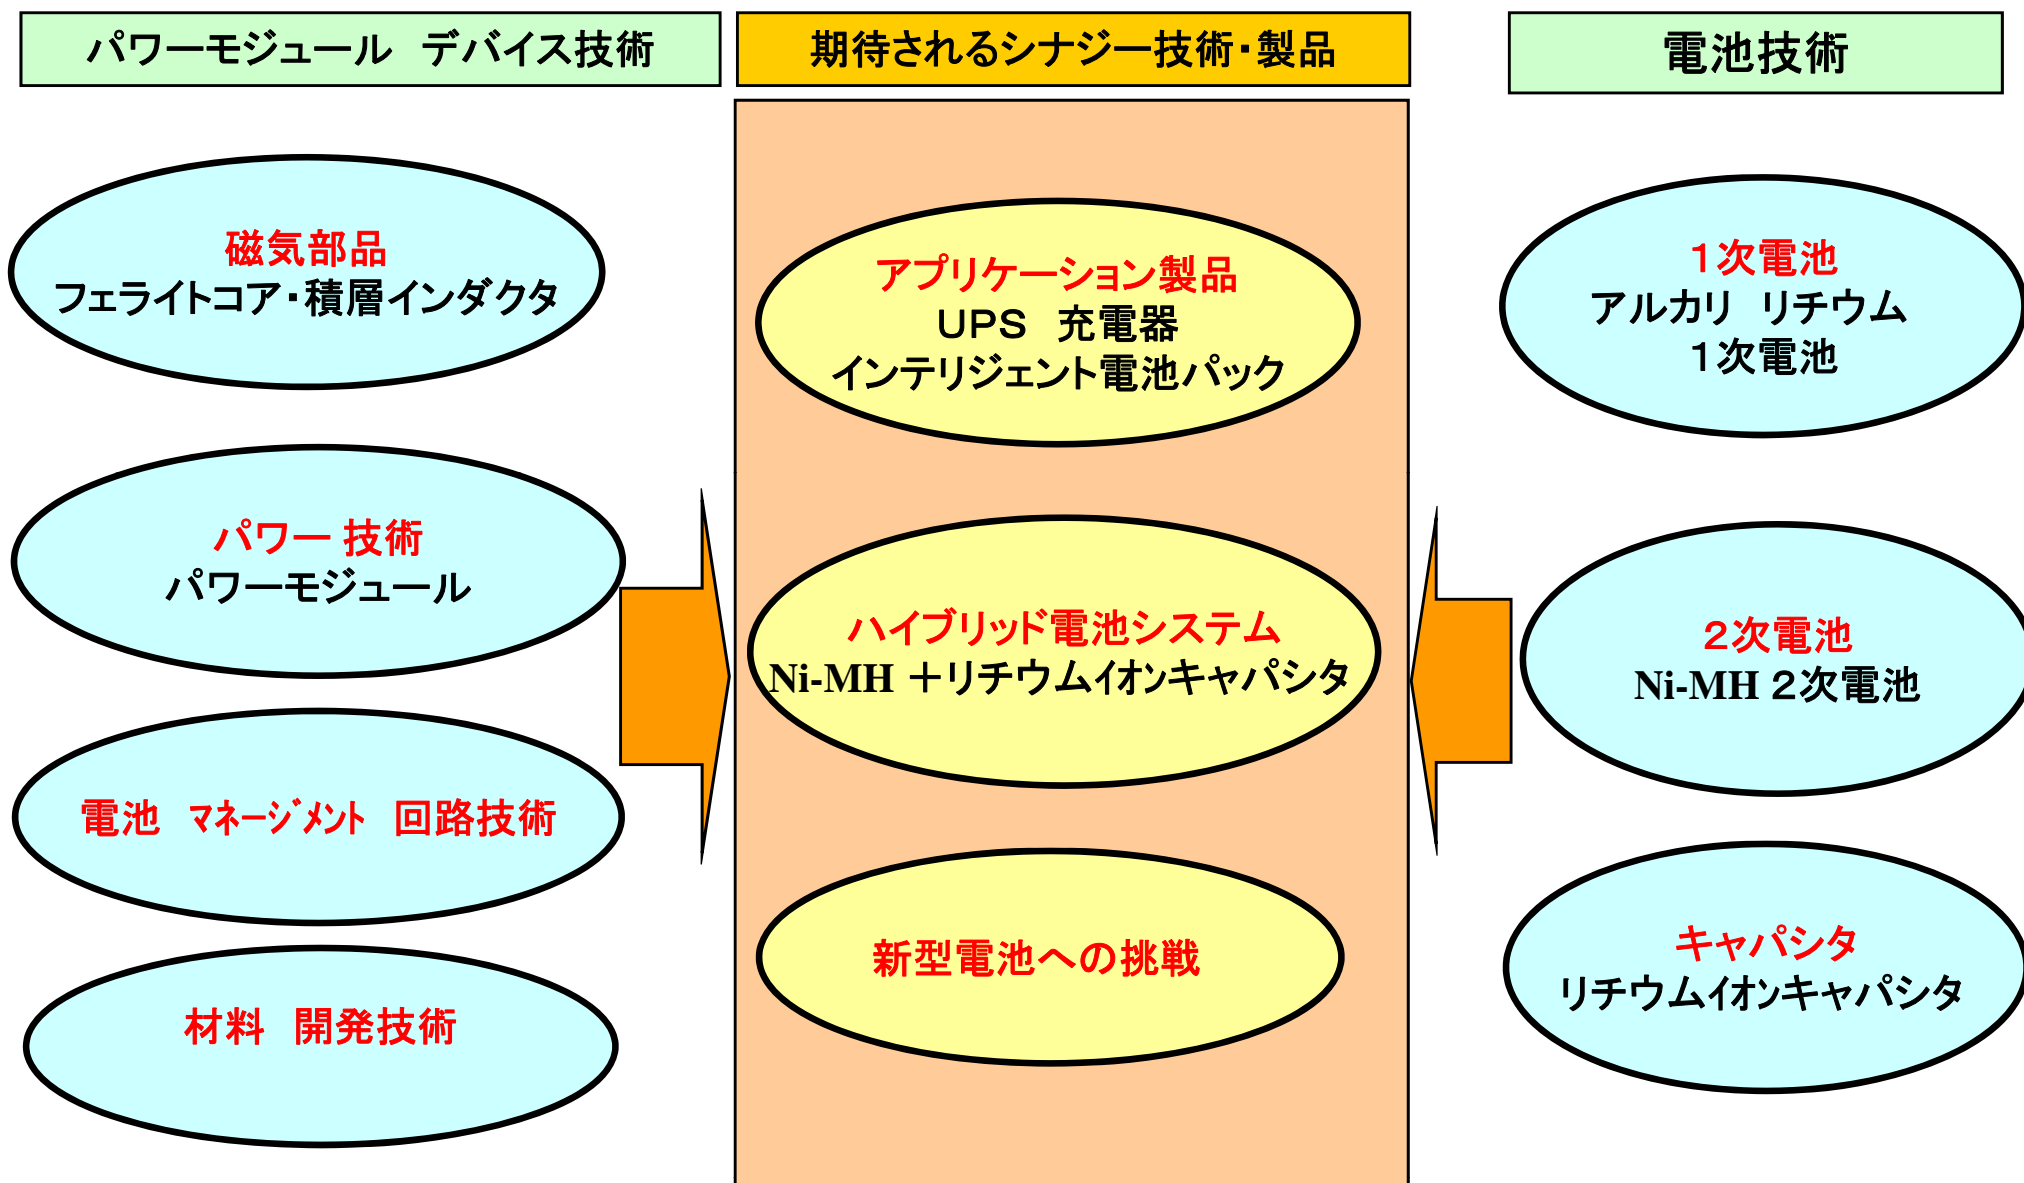 パワーモジュール　デバイス技術
期待されるシナジー技術・製品
電池技術
磁気部品
フェライトコア・積層インダクタ
パワー 技術
パワーモジュール
電池　マネージメント　回路技術
材料　開発技術
アプリケーション製品
UPS　充電器
インテリジェント電池パック
ハイブリッド電池システム
Ni-MH ＋リチウムイオンキャパシタ
新型電池への挑戦
１次電池
アルカリ　リチウム
１次電池
２次電池
Ni-MH ２次電池
キャパシタ
リチウムイオンキャパシタ